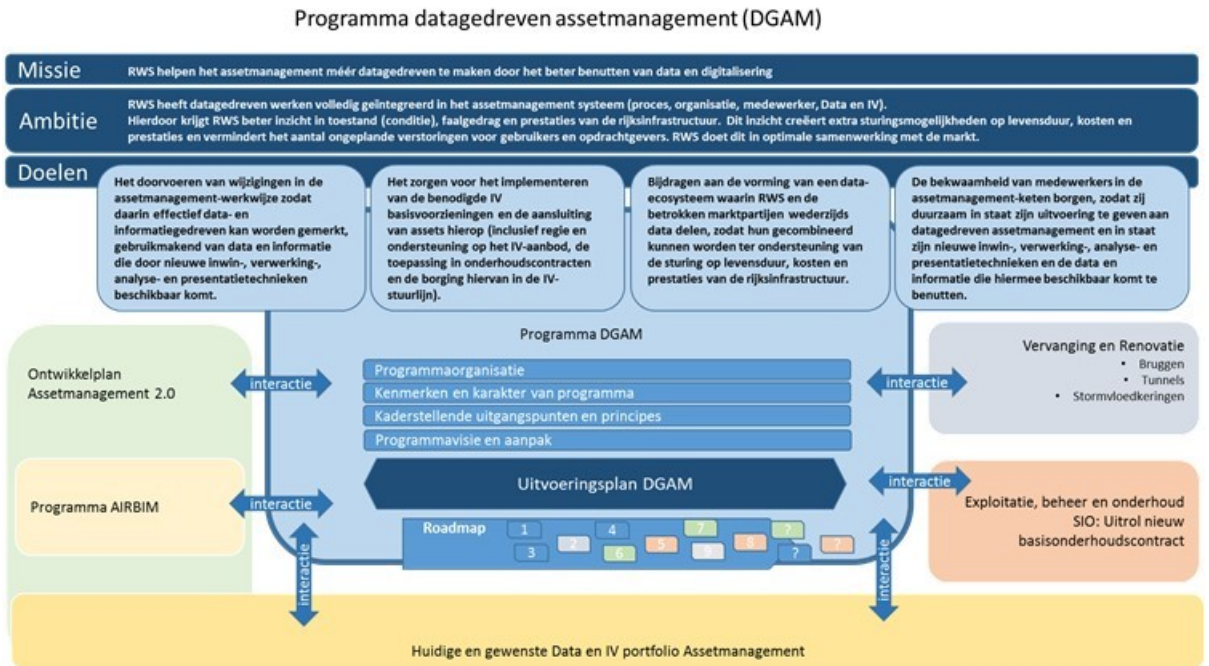 Programma datagedreven assetmanagement (DGAM)
Missie
RWS helpen het assetmanagement méér datagedreven te maken door het beter benutten van data en digitalisering
Ambitie
RWS heeft datagedreven werken volledig geïntegreerd in het assetmanagement systeem (proces, organisatie, medewerker, Data en IV).
Hierdoor krijgt RWS beter inzicht in toestand (conditie), faalgedrag en prestaties van de rijksinfrastructuur. Dit inzicht creëert extra sturingsmogelijkheden op levensduur, kosten en
prestaties en vermindert het aantal ongeplande verstoringen voor gebruikers en opdrachtgevers. RWS doet dit in optimale samenwerking met de markt.
Doelen
Het doorvoeren van wijzigingen in de
assetmanagement-werkwijze zodat
daarin effectief data- en
informatiegedreven kan worden gemerkt,
gebruikmakend van data en informatie
die door nieuwe inwin-, verwerking-,
analyse- en presentatietechnieken
beschikbaar komt.
Het zorgen voor het implementeren
van de benodigde IV
basisvoorzieningen en de aansluiting
van assets hierop (inclusief regie en
ondersteuning op het IV-aanbod, de
toepassing in onderhoudscontracten
en de borging hiervan in de IV-
stuurlijn).
Bijdragen aan de vorming van een data-
ecosysteem waarin RWS en de
betrokken marktpartijen wederzijds
data delen, zodat hun gecombineerd
kunnen worden ter ondersteuning van
de sturing op levensduur, kosten en
prestaties van de rijksinfrastructuur.
De bekwaamheid van medewerkers in de
assetmanagement-keten borgen, zodat zij
duurzaam in staat zijn uitvoering te geven aan
datagedreven assetmanagement en in staat
zijn nieuwe inwin-, verwerking-, analyse- en
presentatietechnieken en de data en
informatie die hiermee beschikbaar komt te
benutten.
Programma DGAM
Programmaorganisatie
Kenmerken en karakter van programma
Kaderstellende uitgangspunten en principes
Programmavisie en aanpak
Uitvoeringsplan DGAM
Roadmap
1 4 7 ?
2 5 8 ?
3 6 9 ?
Ontwikkelplan
Assetmanagement 2.0
interactie
Programma AIRBIM
interactie
interactie
interactie
Vervanging en Renovatie
• Bruggen
• Tunnels
• Stormvloedkeringen
interactie
Exploitatie, beheer en onderhoud
SIO: Uitrol nieuw
basisonderhoudscontract
interactie
Huidige en gewenste Data en IV portfolio Assetmanagement